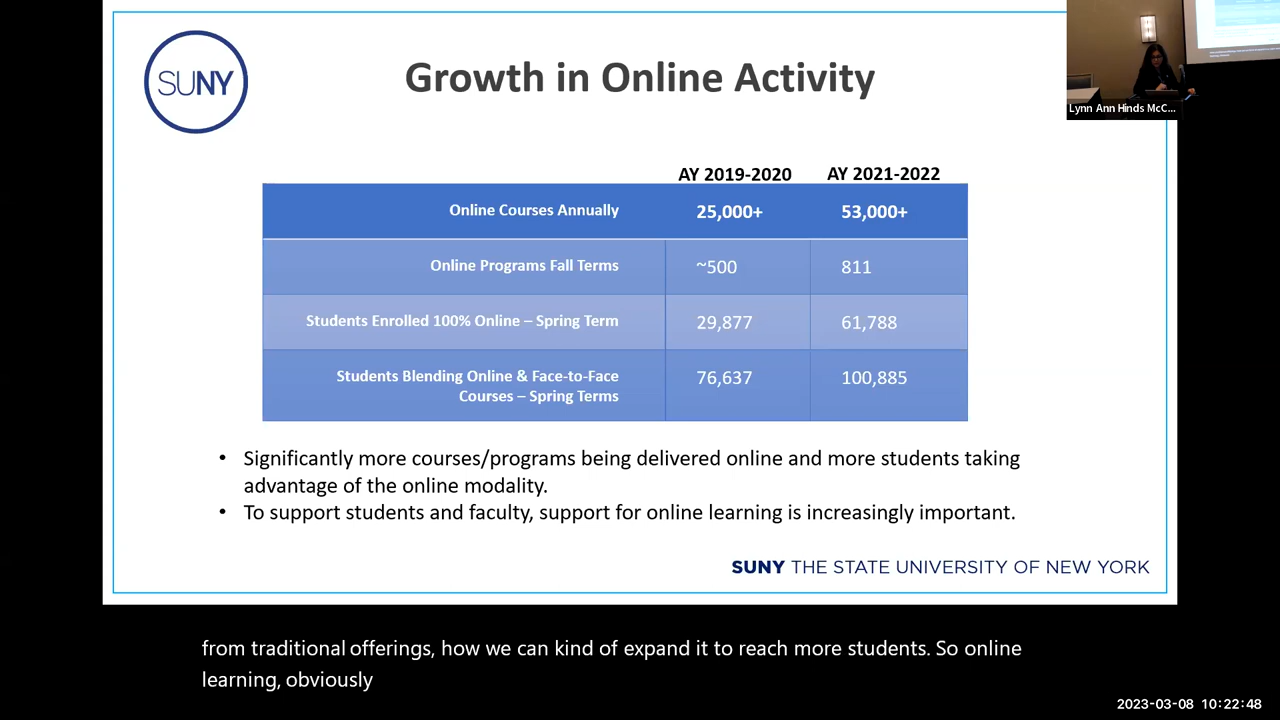 SUNY
Growth in Online Activity
Lynn Ann Hinds McC...
AY 2019-2020 AY 2021-2022
Online Courses Annually 25,000+ 53,000+
Online Programs Fall Terms ~500 811
Students Enrolled 100% Online – Spring Term 29,877 61,788
Students Blending Online & Face-to-Face 76,637 100,885
Courses – Spring Terms
• Significantly more courses/programs being delivered online and more students taking
advantage of the online modality.
• To support students and faculty, support for online learning is increasingly important.
SUNY THE STATE UNIVERSITY OF NEW YORK
from traditional offerings, how we can kind of expand it to reach more students. So online
learning, obviously
2023-03-08 10:22:48